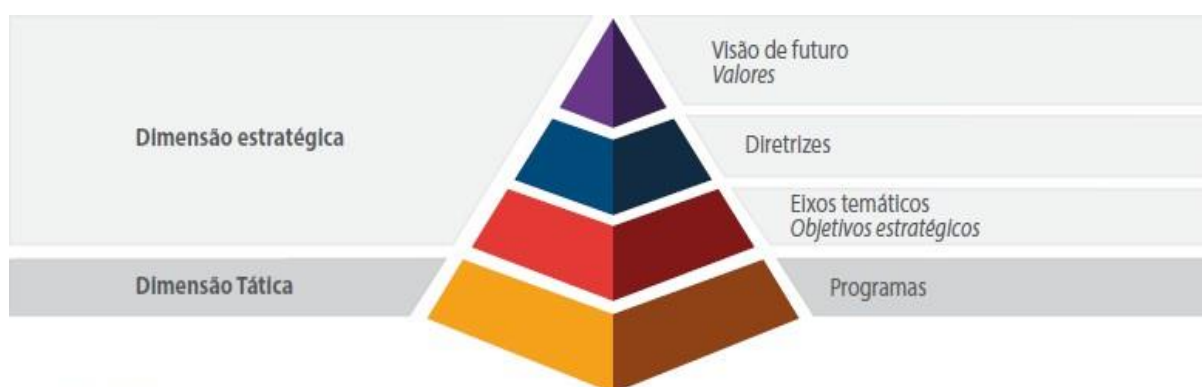 Visão de futuro
Valores
Dimensão estratégica
Diretrizes
Eixos temáticos
Objetivos estratégicos
Dimensão Tática
Programas